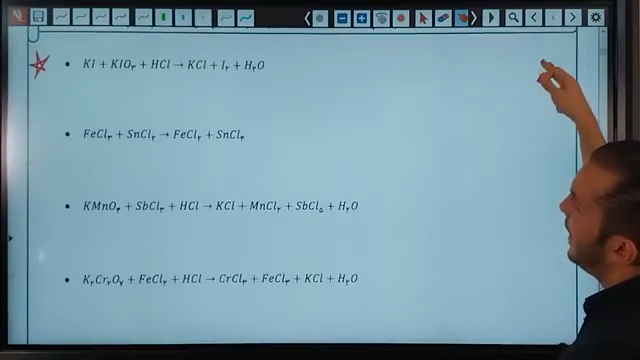 KI + KIO۳ + HCl → KCl + I۲ + H۲O
FeCl۳ + SnCl۲ → FeCl۲ + SnCl۴
KMnO۴ + SbCl۳ + HCl → KCl + MnCl۲ + SbCl۵ + H۲O
K۲Cr۲O۷ + FeCl۲ + HCl → CrCl۳ + FeCl۳ + KCl + H۲O